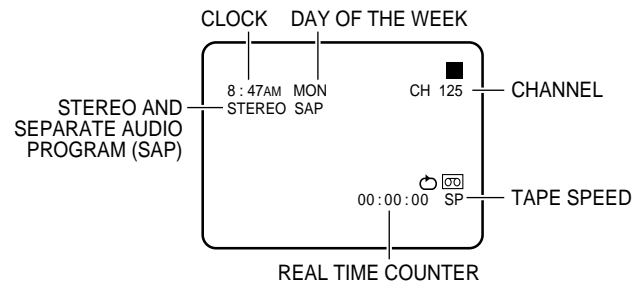 CLOCK DAY OF THE WEEK
8:47AM MON
CH 125
CHANNEL
STEREO SAP
STEREO AND
SEPARATE AUDIO
PROGRAM (SAP)
00:00:00 SP
TAPE SPEED
REAL TIME COUNTER